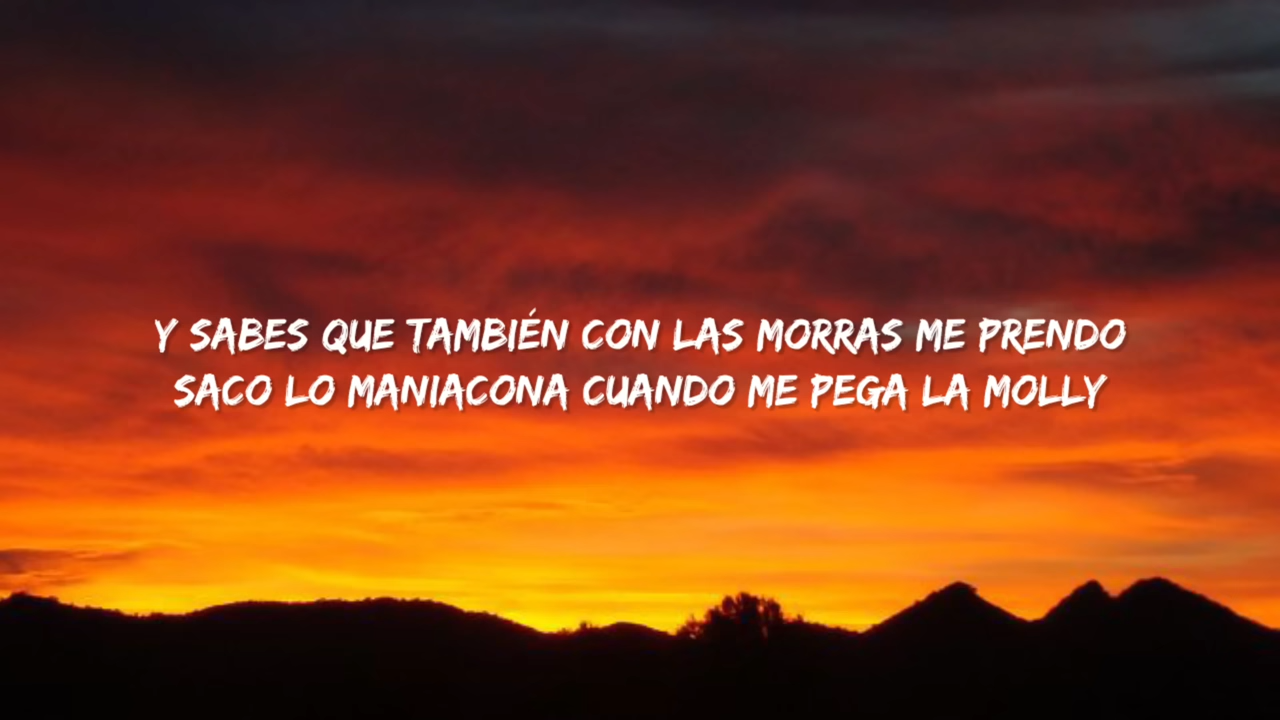 Y SABES QUE TAMBIÉN CON LAS MORRAS ME PRENDO
SACO LO MANIACONA CUANDO ME PEGA LA MOLLY